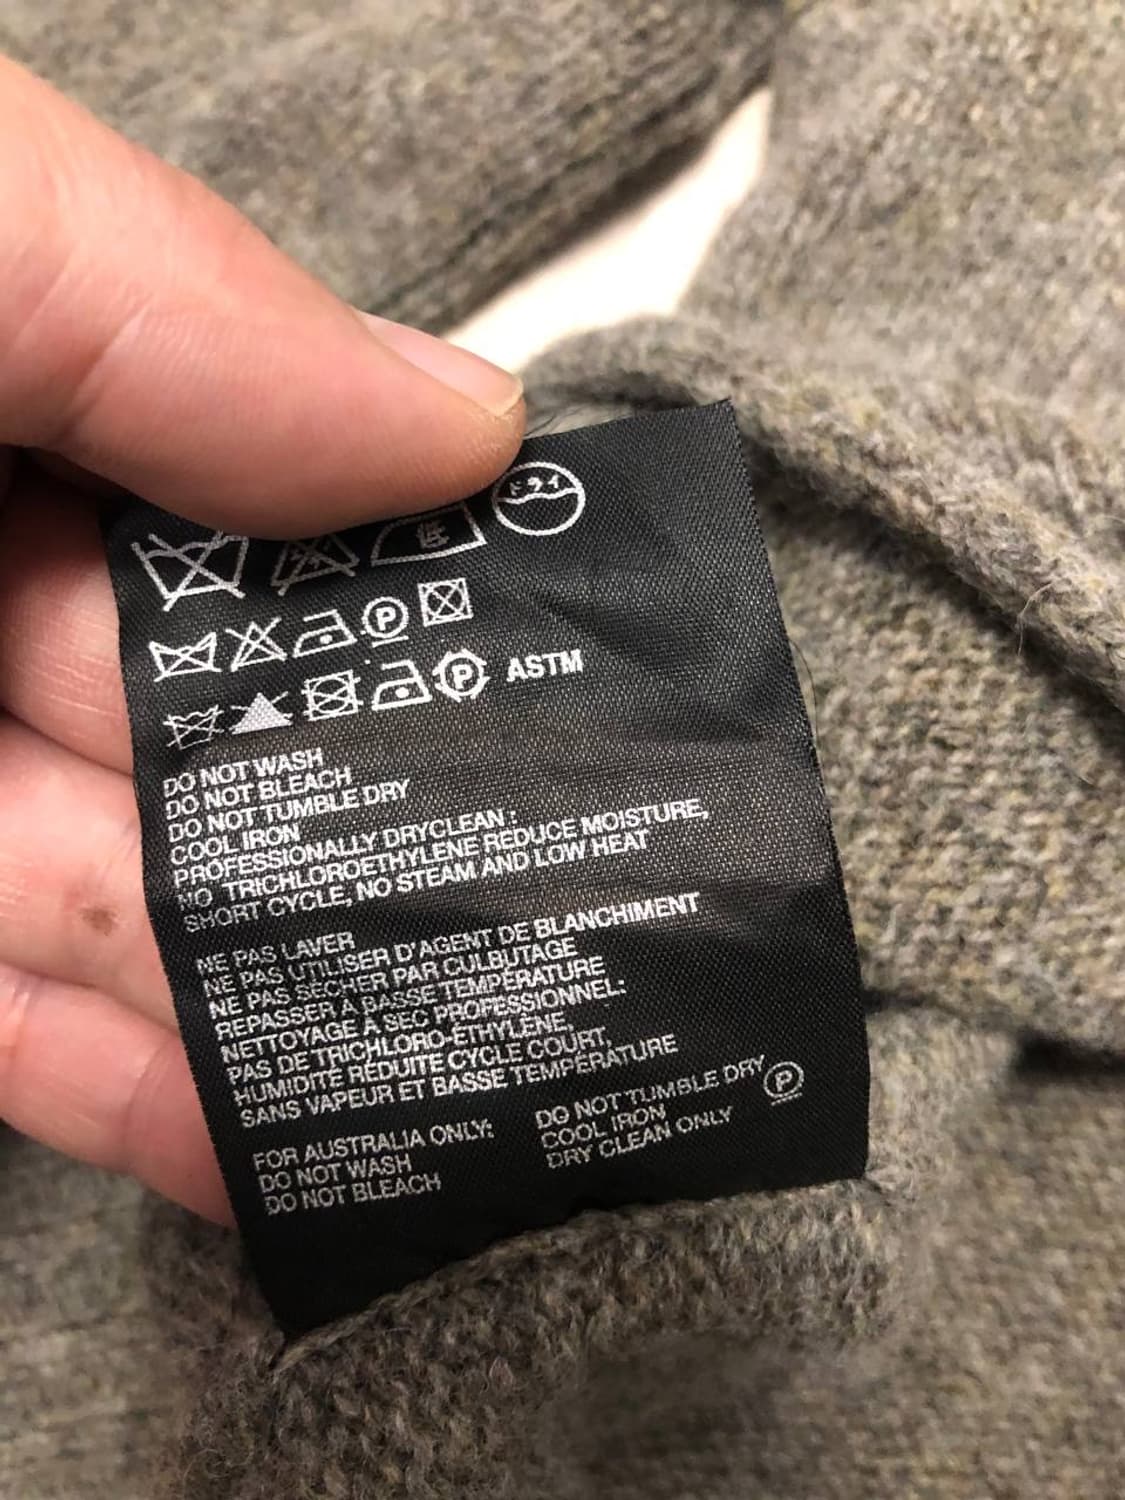 ドライ
低
P
P ASTM
DO NOT WASH
DO NOT BLEACH
DO NOT TUMBLE DRY
COOL IRON
PROFESSIONALLY DRYCLEAN :
NO TRICHLOROETHYLENE REDUCE MOISTURE,
SHORT CYCLE, NO STEAM AND LOW HEAT
NE PAS LAVER
NE PAS UTILISER D'AGENT DE BLANCHIMENT
NE PAS SÉCHER PAR CULBUTAGE
REPASSER À BASSE TEMPÉRATURE
NETTOYAGE À SEC PROFESSIONNEL:
PAS DE TRICHLORO-ÉTHYLÈNE,
HUMIDITÉ RÉDUITE CYCLE COURT,
SANS VAPEUR ET BASSE TEMPÉRATURE
FOR AUSTRALIA ONLY:
DO NOT WASH
DO NOT BLEACH
DO NOT TUMBLE DRY P
COOL IRON
DRY CLEAN ONLY